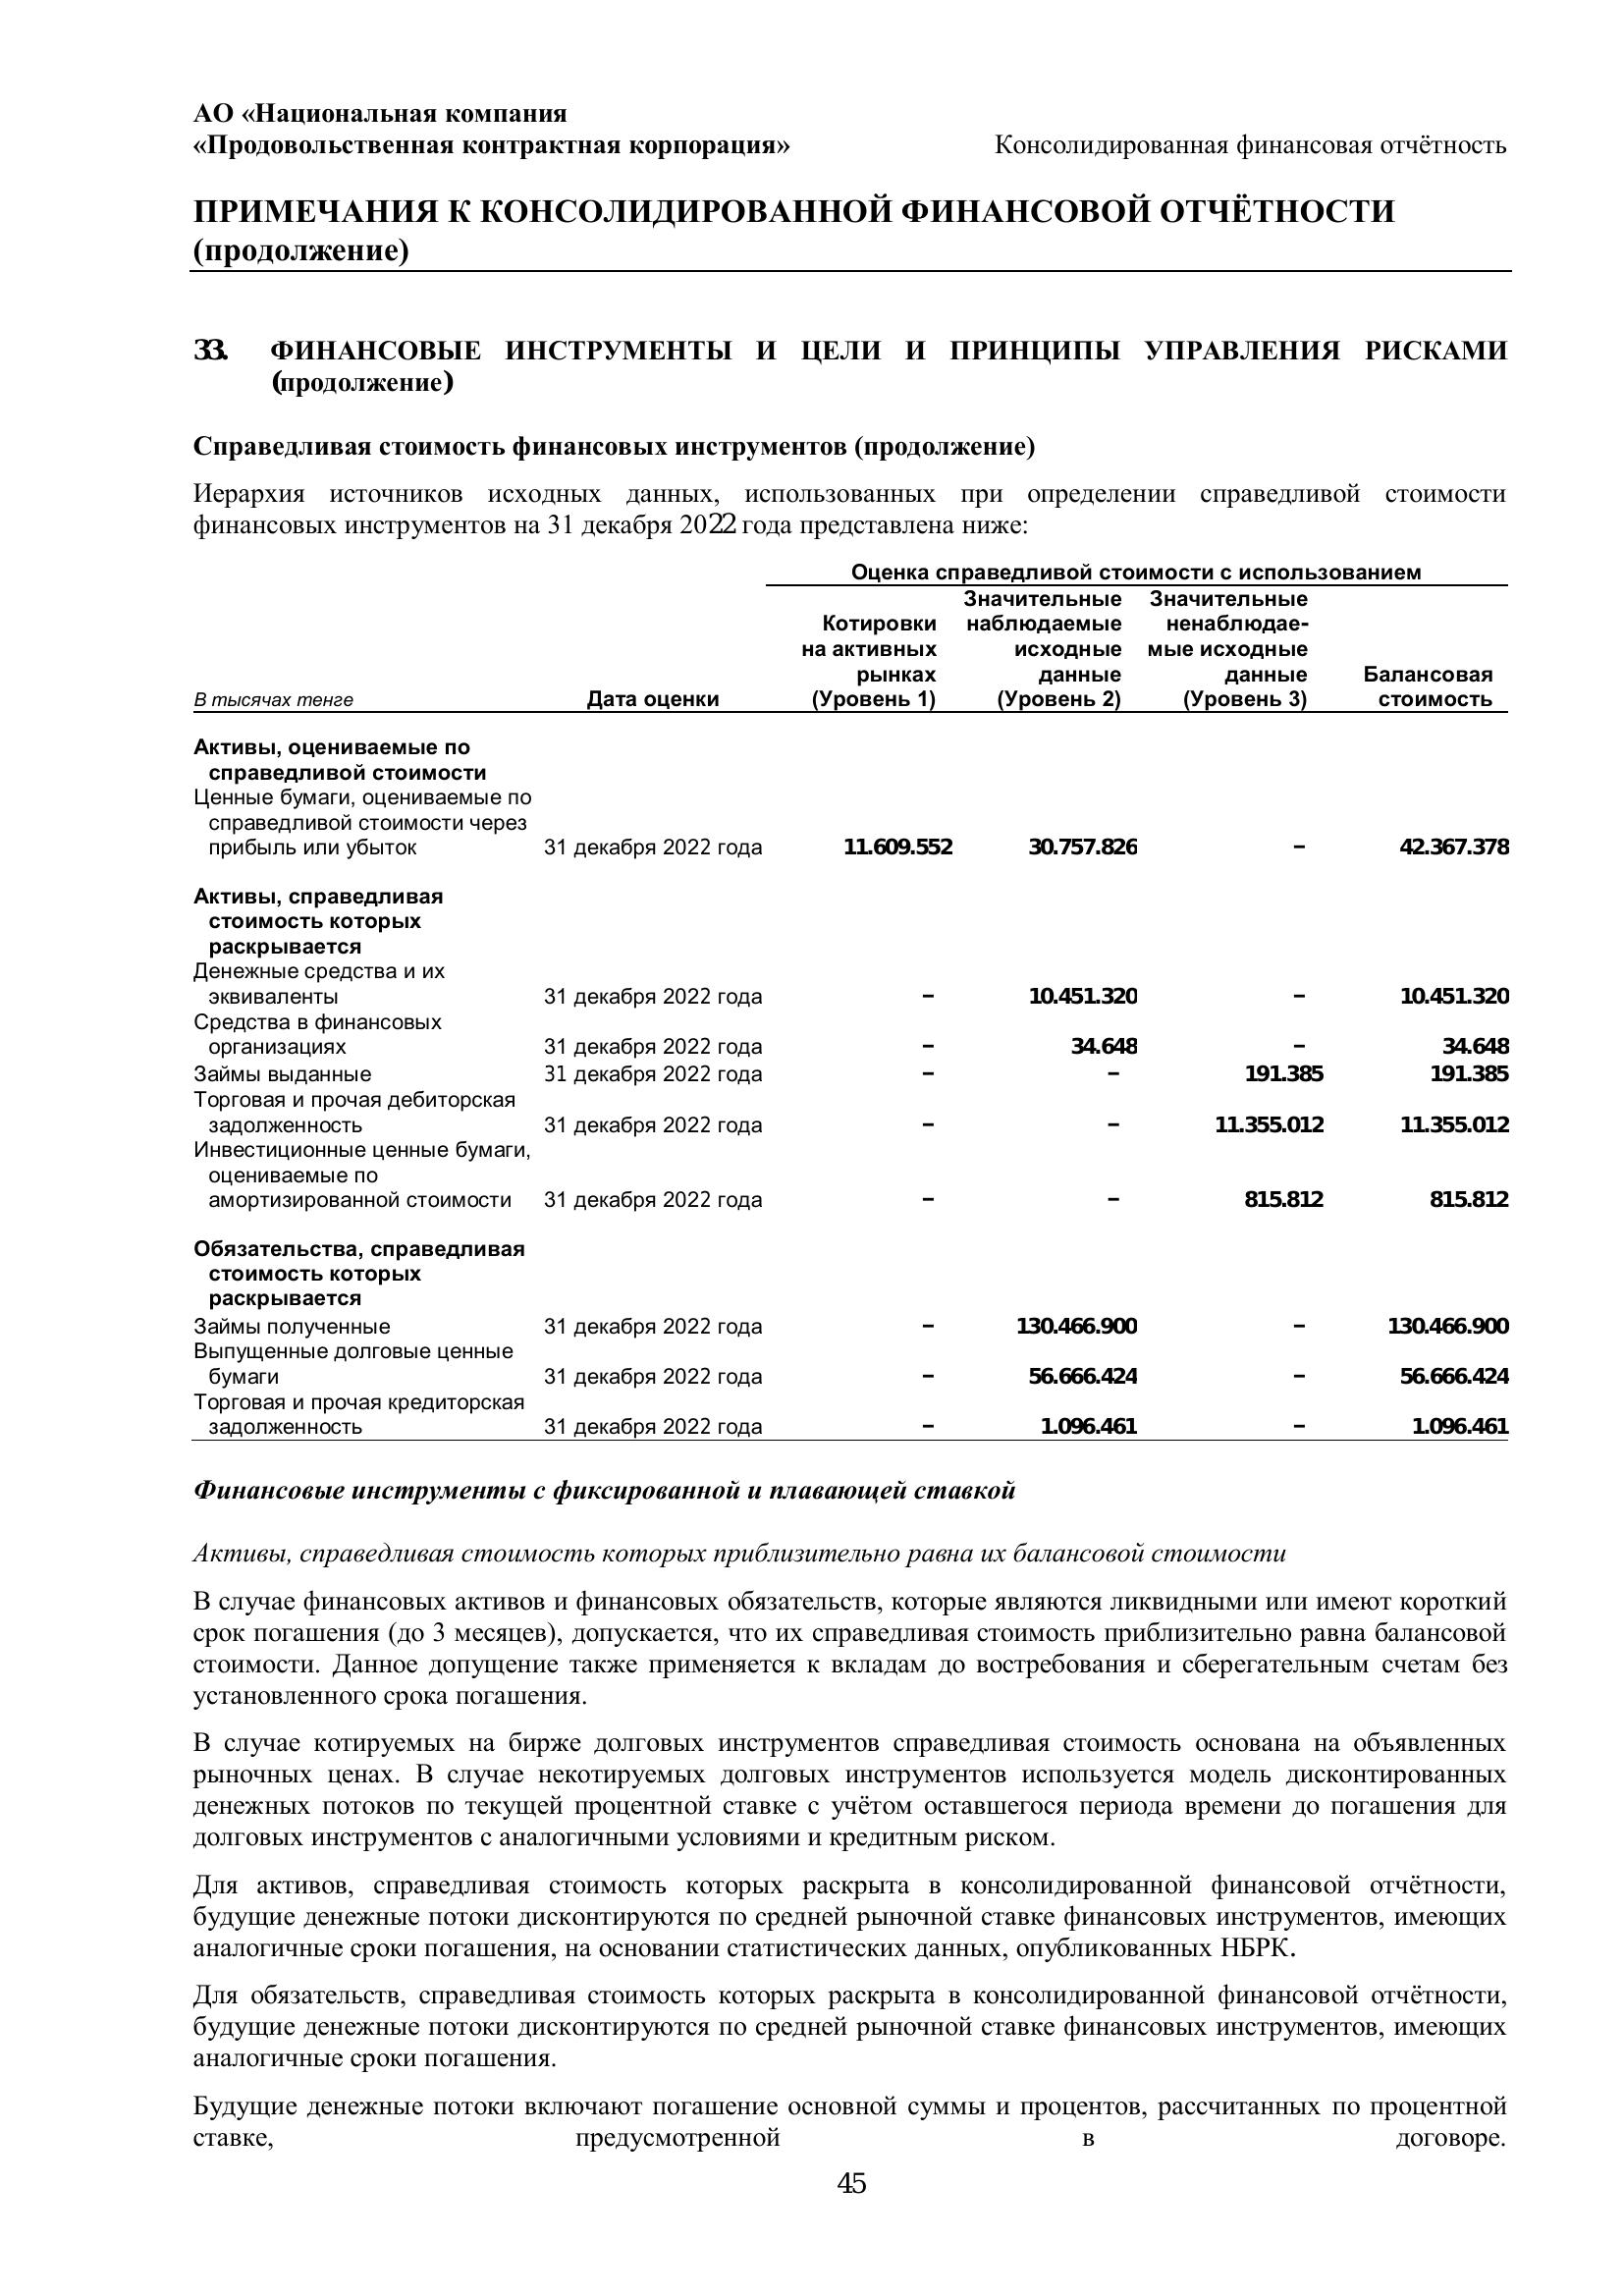 АО «Национальная компания
«Продовольственная контрактная корпорация» Консолидированная финансовая отчётность
ПРИМЕЧАНИЯ К КОНСОЛИДИРОВАННОЙ ФИНАНСОВОЙ ОТЧЁТНОСТИ
(продолжение)
33. ФИНАНСОВЫЕ ИНСТРУМЕНТЫ И ЦЕЛИ И ПРИНЦИПЫ УПРАВЛЕНИЯ РИСКАМИ
(продолжение)
Справедливая стоимость финансовых инструментов (продолжение)
Иерархия источников исходных данных, использованных при определении справедливой стоимости
финансовых инструментов на 31 декабря 2022 года представлена ниже:
Оценка справедливой стоимости с использованием
Значительные Значительные
Котировки наблюдаемые ненаблюдае-
на активных исходные мые исходные
рынках данные данные Балансовая
В тысячах тенге Дата оценки (Уровень 1) (Уровень 2) (Уровень 3) стоимость
Активы, оцениваемые по
справедливой стоимости
Ценные бумаги, оцениваемые по
справедливой стоимости через
прибыль или убыток 31 декабря 2022 года 11.609.552 30.757.826 – 42.367.378
Активы, справедливая
стоимость которых
раскрывается
Денежные средства и их
эквиваленты 31 декабря 2022 года – 10.451.320 – 10.451.320
Средства в финансовых
организациях 31 декабря 2022 года – 34.648 – 34.648
Займы выданные 31 декабря 2022 года – – 191.385 191.385
Торговая и прочая дебиторская
задолженность 31 декабря 2022 года – – 11.355.012 11.355.012
Инвестиционные ценные бумаги,
оцениваемые по
амортизированной стоимости 31 декабря 2022 года – – 815.812 815.812
Обязательства, справедливая
стоимость которых
раскрывается
Займы полученные 31 декабря 2022 года – 130.466.900 – 130.466.900
Выпущенные долговые ценные
бумаги 31 декабря 2022 года – 56.666.424 – 56.666.424
Торговая и прочая кредиторская
задолженность 31 декабря 2022 года – 1.096.461 – 1.096.461
Финансовые инструменты с фиксированной и плавающей ставкой
Активы, справедливая стоимость которых приблизительно равна их балансовой стоимости
В случае финансовых активов и финансовых обязательств, которые являются ликвидными или имеют короткий
срок погашения (до 3 месяцев), допускается, что их справедливая стоимость приблизительно равна балансовой
стоимости. Данное допущение также применяется к вкладам до востребования и сберегательным счетам без
установленного срока погашения.
В случае котируемых на бирже долговых инструментов справедливая стоимость основана на объявленных
рыночных ценах. В случае некотируемых долговых инструментов используется модель дисконтированных
денежных потоков по текущей процентной ставке с учётом оставшегося периода времени до погашения для
долговых инструментов с аналогичными условиями и кредитным риском.
Для активов, справедливая стоимость которых раскрыта в консолидированной финансовой отчётности,
будущие денежные потоки дисконтируются по средней рыночной ставке финансовых инструментов, имеющих
аналогичные сроки погашения, на основании статистических данных, опубликованных НБРК.
Для обязательств, справедливая стоимость которых раскрыта в консолидированной финансовой отчётности,
будущие денежные потоки дисконтируются по средней рыночной ставке финансовых инструментов, имеющих
аналогичные сроки погашения.
Будущие денежные потоки включают погашение основной суммы и процентов, рассчитанных по процентной
ставке, предусмотренной в договоре.
45